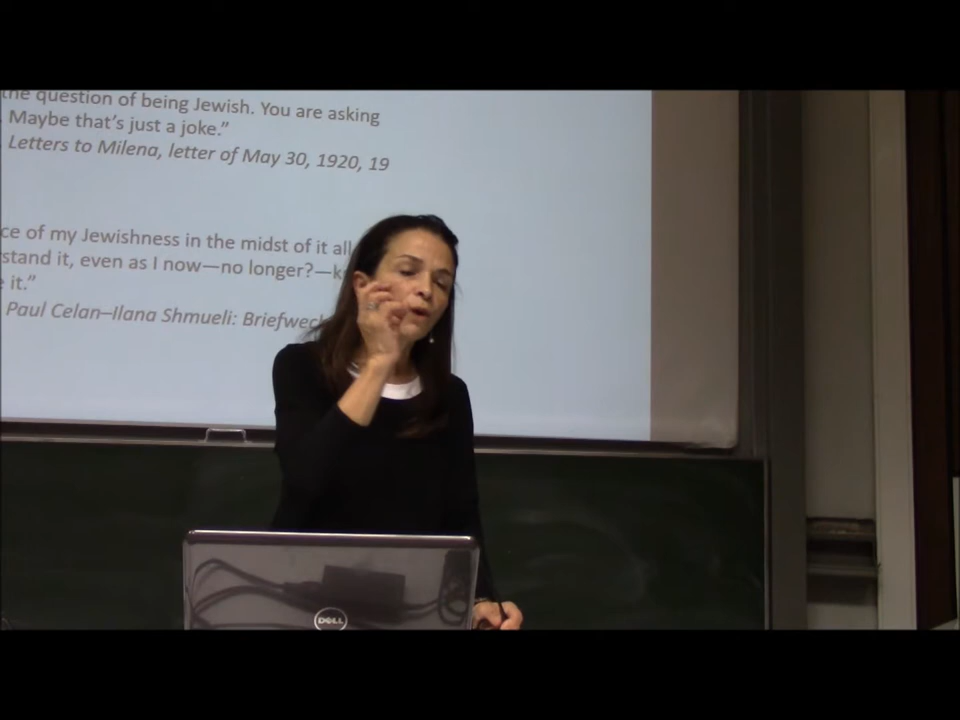 the question of being Jewish. You are asking
Maybe that's just a joke."
Letters to Milena, letter of May 30, 1920, 19
ce of my Jewishness in the midst of it all
stand it, even as I now—no longer?—k
it."
Paul Celan–Ilana Shmueli: Briefwech
DELL